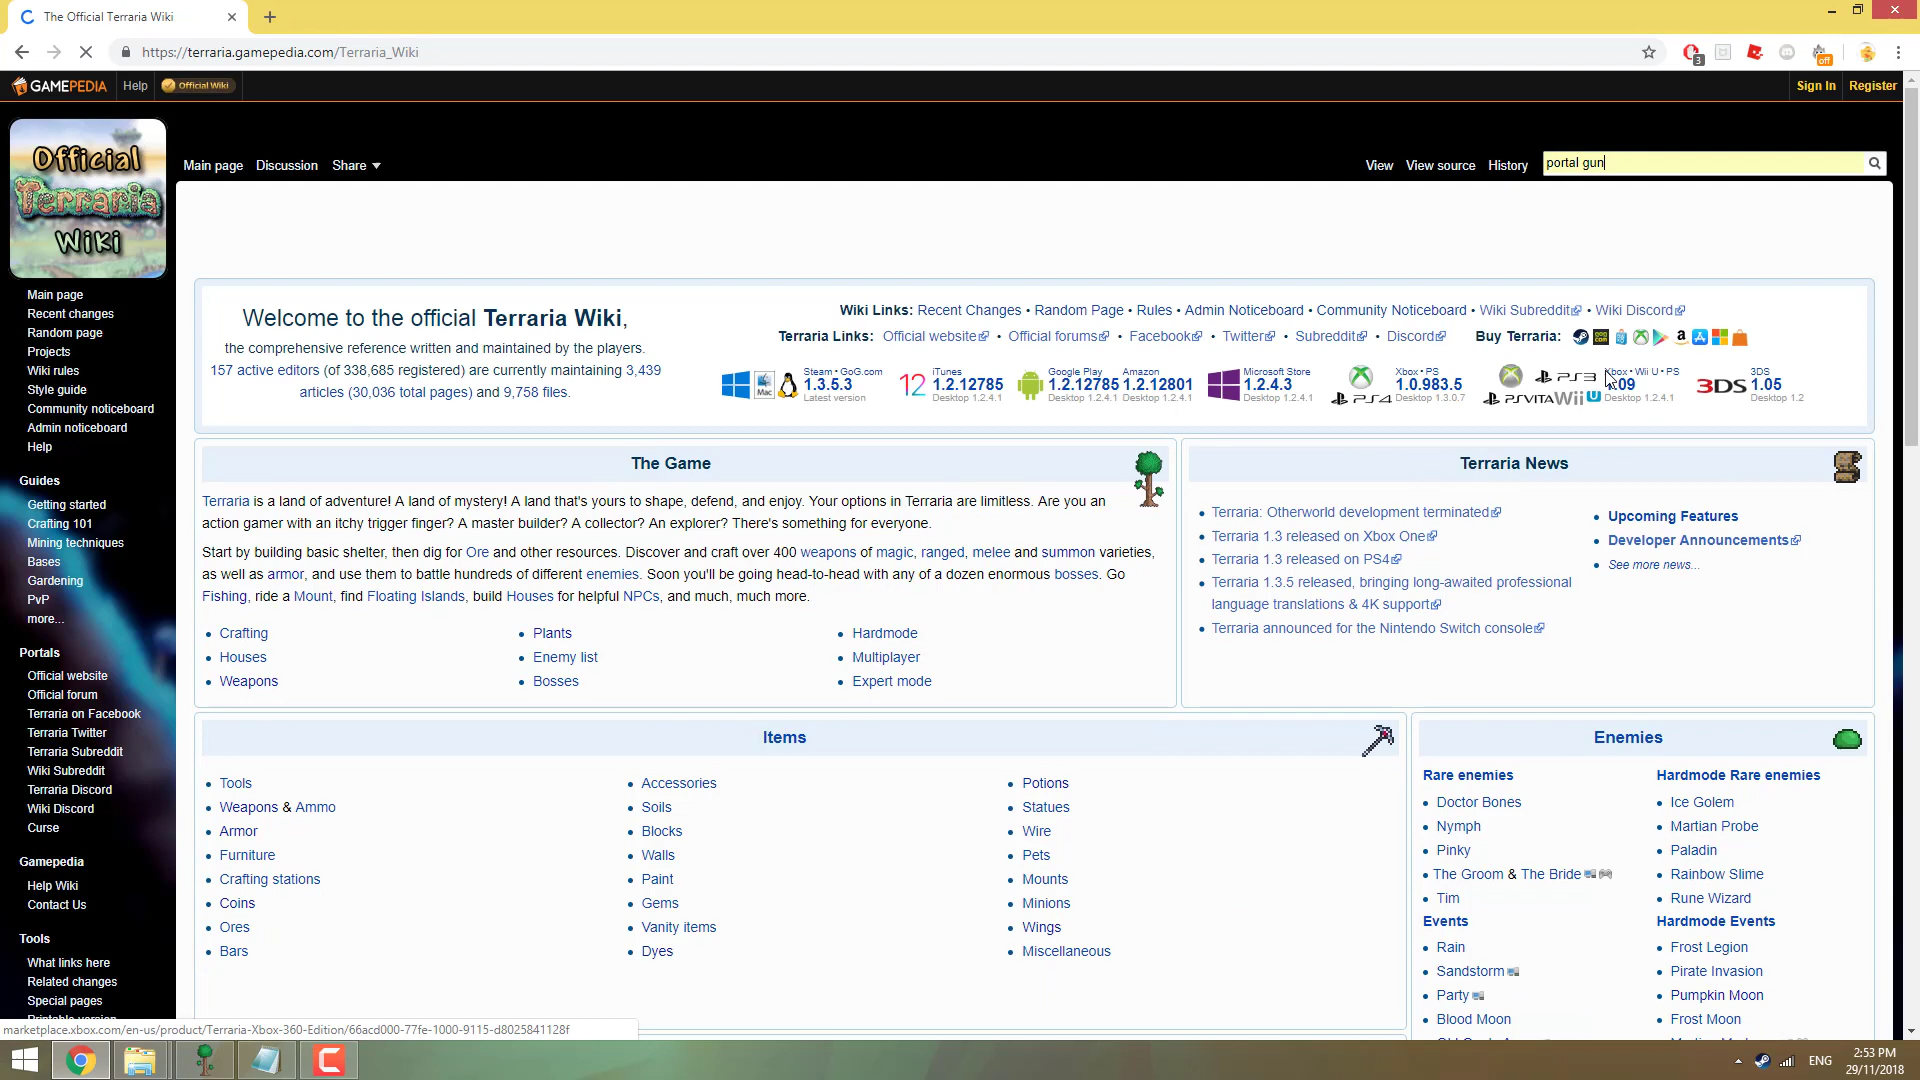 The Official Terraria Wiki
https://terraria.gamepedia.com/Terraria_Wiki
3
off
GAMEPEDIA
Help
Official Wiki
Sign In
Register
Official
Terraria
Wiki
Main page
Discussion
Share
View
View source
History
portal gun
Main page
Recent changes
Random page
Projects
Wiki rules
Style guide
Community noticeboard
Admin noticeboard
Help
Guides
Getting started
Crafting 101
Mining techniques
Bases
Gardening
PvP
more...
Portals
Official website
Official forum
Terraria on Facebook
Terraria Twitter
Terraria Subreddit
Wiki Subreddit
Terraria Discord
Wiki Discord
Curse
Gamepedia
Help Wiki
Contact Us
Tools
What links here
Related changes
Special pages
Welcome to the official Terraria Wiki,
the comprehensive reference written and maintained by the players.
157 active editors (of 338,685 registered) are currently maintaining 3,439
articles (30,036 total pages) and 9,758 files.
Wiki Links: Recent Changes • Random Page • Rules • Admin Noticeboard • Community Noticeboard • Wiki Subreddit • Wiki Discord
Terraria Links: Official website • Official forums • Facebook • Twitter • Subreddit • Discord
Buy Terraria:
Mac
Steam • GoG.com
1.3.5.3
Latest version
12
iTunes
1.2.12785
Desktop 1.2.4.1
Google Play
1.2.12785
Desktop 1.2.4.1
Amazon
1.2.12801
Desktop 1.2.4.1
Microsoft Store
1.2.4.3
Desktop 1.2.4.1
PS4
Xbox • PS
1.0.983.5
Desktop 1.3.0.7
PS3
PSVITA
Wii U
Xbox • Wii U • PS
09
Desktop 1.2.4.1
3DS
3DS
1.05
Desktop 1.2
The Game
Terraria is a land of adventure! A land of mystery! A land that's yours to shape, defend, and enjoy. Your options in Terraria are limitless. Are you an
action gamer with an itchy trigger finger? A master builder? A collector? An explorer? There's something for everyone.
Start by building basic shelter, then dig for Ore and other resources. Discover and craft over 400 weapons of magic, ranged, melee and summon varieties,
as well as armor, and use them to battle hundreds of different enemies. Soon you'll be going head-to-head with any of a dozen enormous bosses. Go
Fishing, ride a Mount, find Floating Islands, build Houses for helpful NPCs, and much, much more.
Crafting
Houses
Weapons
Plants
Enemy list
Bosses
Hardmode
Multiplayer
Expert mode
Terraria News
Terraria: Otherworld development terminated
Terraria 1.3 released on Xbox One
Terraria 1.3 released on PS4
Terraria 1.3.5 released, bringing long-awaited professional
language translations & 4K support
Terraria announced for the Nintendo Switch console
Upcoming Features
Developer Announcements
See more news...
Items
Tools
Weapons & Ammo
Armor
Furniture
Crafting stations
Coins
Ores
Bars
Accessories
Soils
Blocks
Walls
Paint
Gems
Vanity items
Dyes
Potions
Statues
Wire
Pets
Mounts
Minions
Wings
Miscellaneous
Enemies
Rare enemies
Doctor Bones
Nymph
Pinky
The Groom & The Bride
Tim
Events
Rain
Sandstorm
Party
Blood Moon
Hardmode Rare enemies
Ice Golem
Martian Probe
Paladin
Rainbow Slime
Rune Wizard
Hardmode Events
Frost Legion
Pirate Invasion
Pumpkin Moon
Frost Moon
marketplace.xbox.com/en-us/product/Terraria-Xbox-360-Edition/66acd000-77fe-1000-9115-d8025841128f
ENG
2:53 PM
29/11/2018